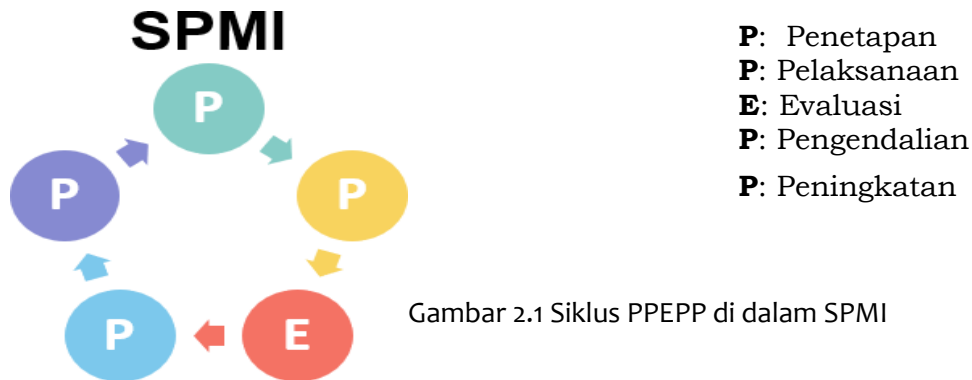 SPMI
P
P
E
P
P
P: Penetapan
P: Pelaksanaan
E: Evaluasi
P: Pengendalian
P: Peningkatan
Gambar 2.1 Siklus PPEPP di dalam SPMI